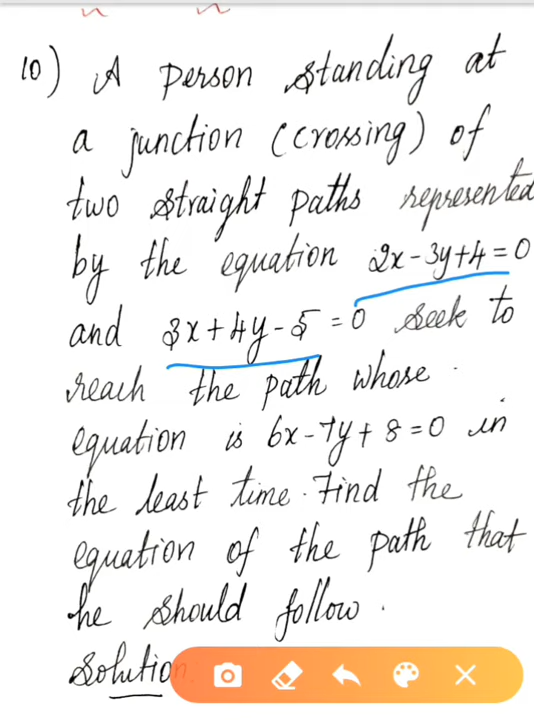 10) A person standing at
a junction (crossing) of
two straight paths represented
by the equation 2x-3y+4=0
and 3x+4y-5=0 seek to
reach the path whose
equation is 6x-7y+8=0 in
the least time. Find the
equation of the path that
he should follow.
Solution